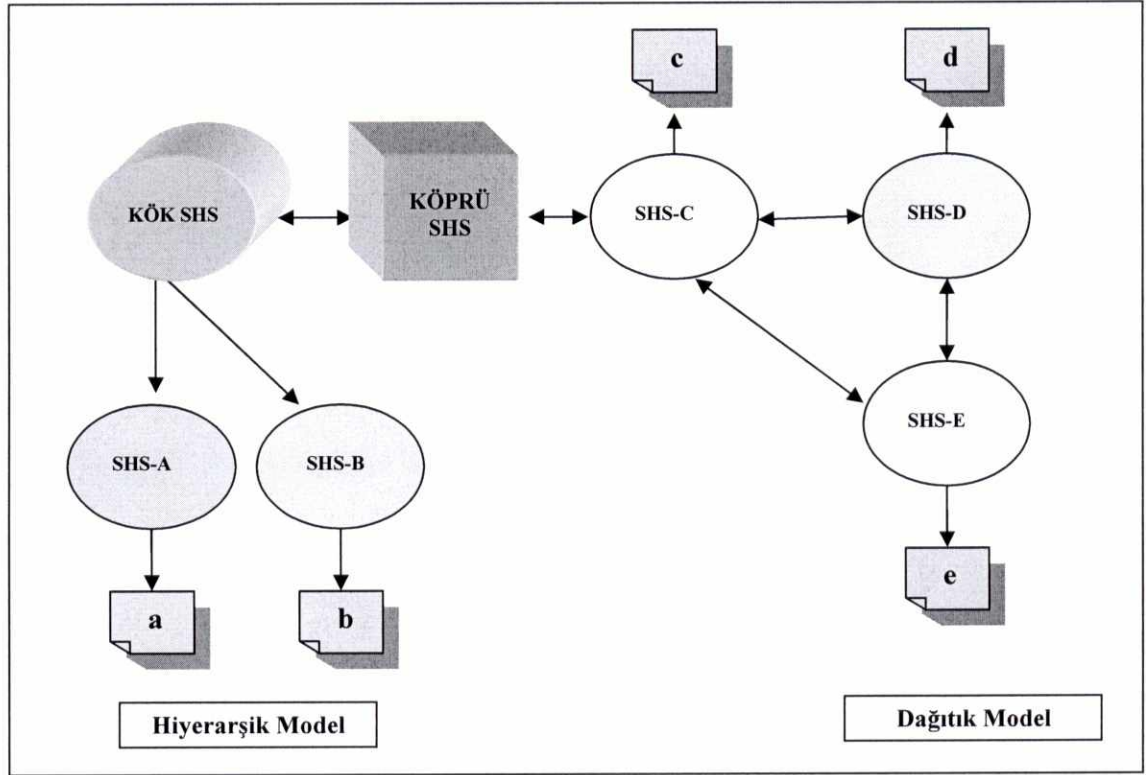 c
d
KÖK SHS
KÖPRÜ
SHS
SHS-C
SHS-D
SHS-E
SHS-A
SHS-B
e
a
b
Hiyerarşik Model
Dağıtık Model